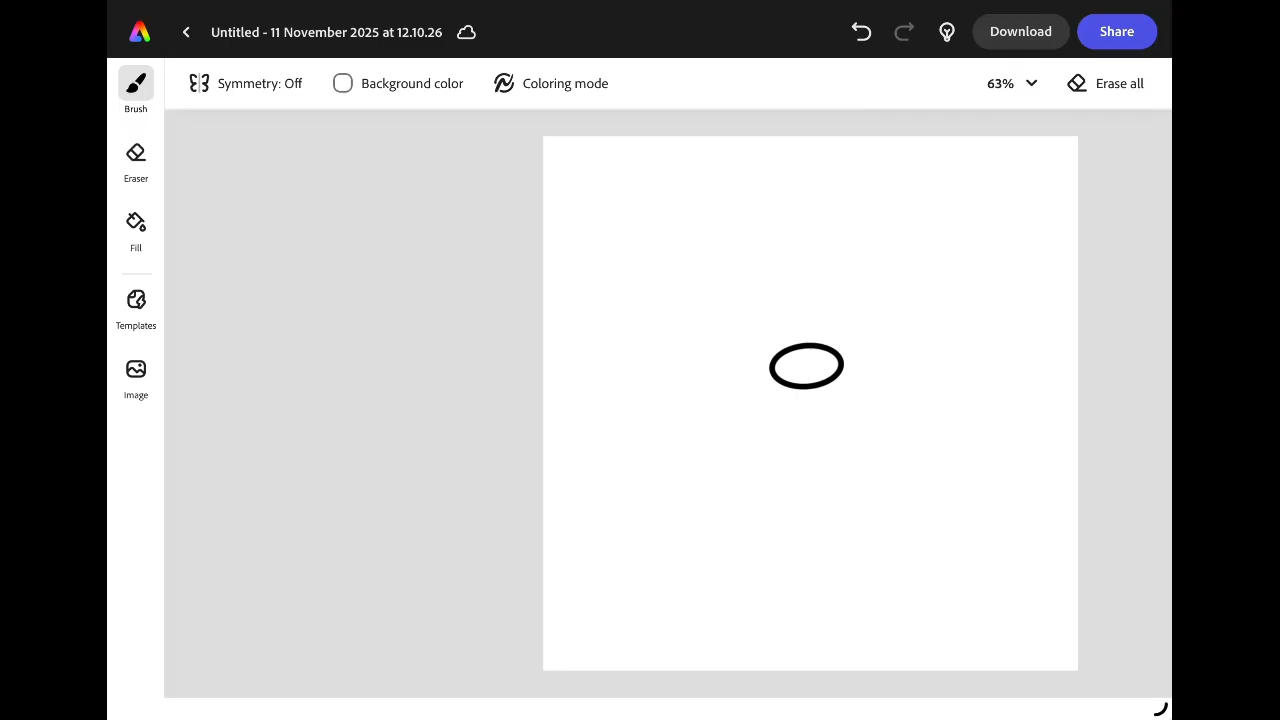 Untitled - 11 November 2025 at 12.10.26
Download
Share
Symmetry: Off
Background color
Coloring mode
63%
Erase all
Brush
Eraser
Fill
Templates
Image